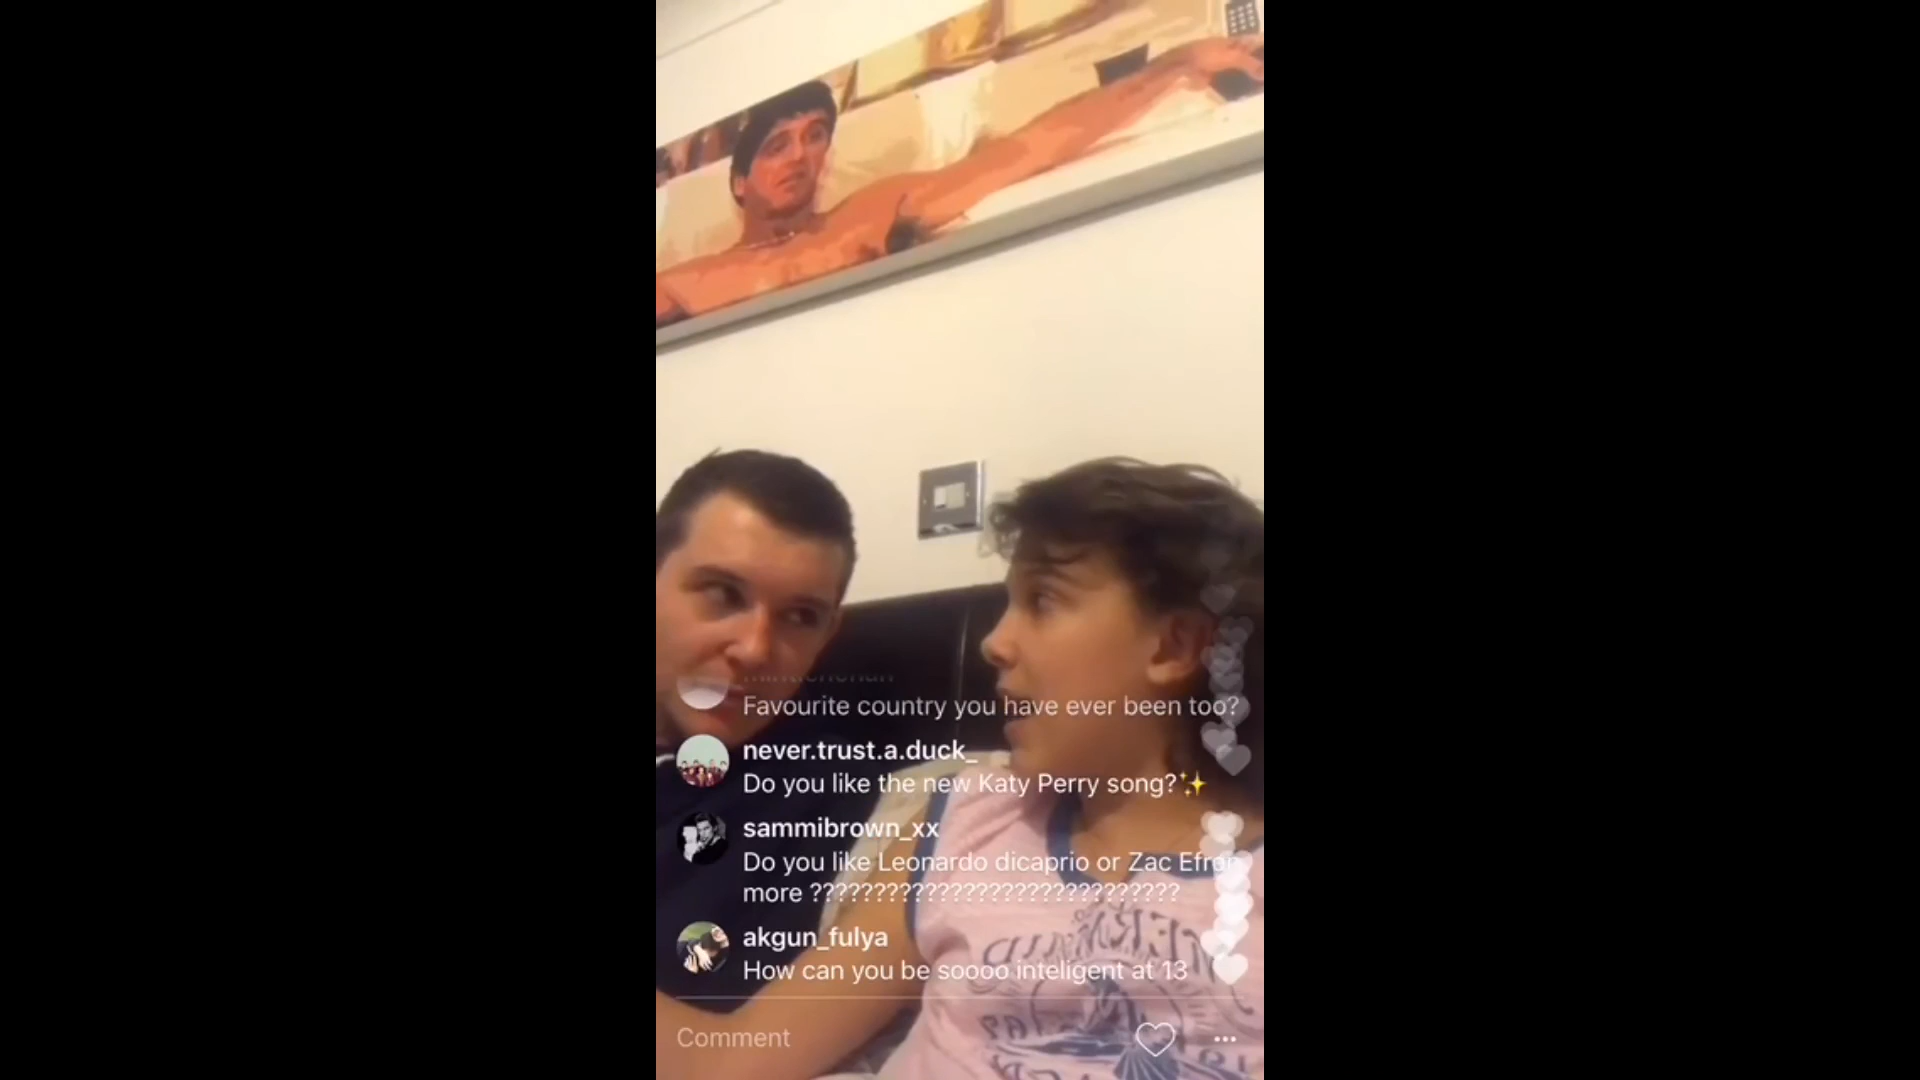 Favourite country you have ever been too?
never.trust.a.duck_
Do you like the new Katy Perry song?✨
sammibrown_xx
Do you like Leonardo dicaprio or Zac Efron
more ?????????????????????????????
akgun_fulya
How can you be soooo inteligent at 13
Comment